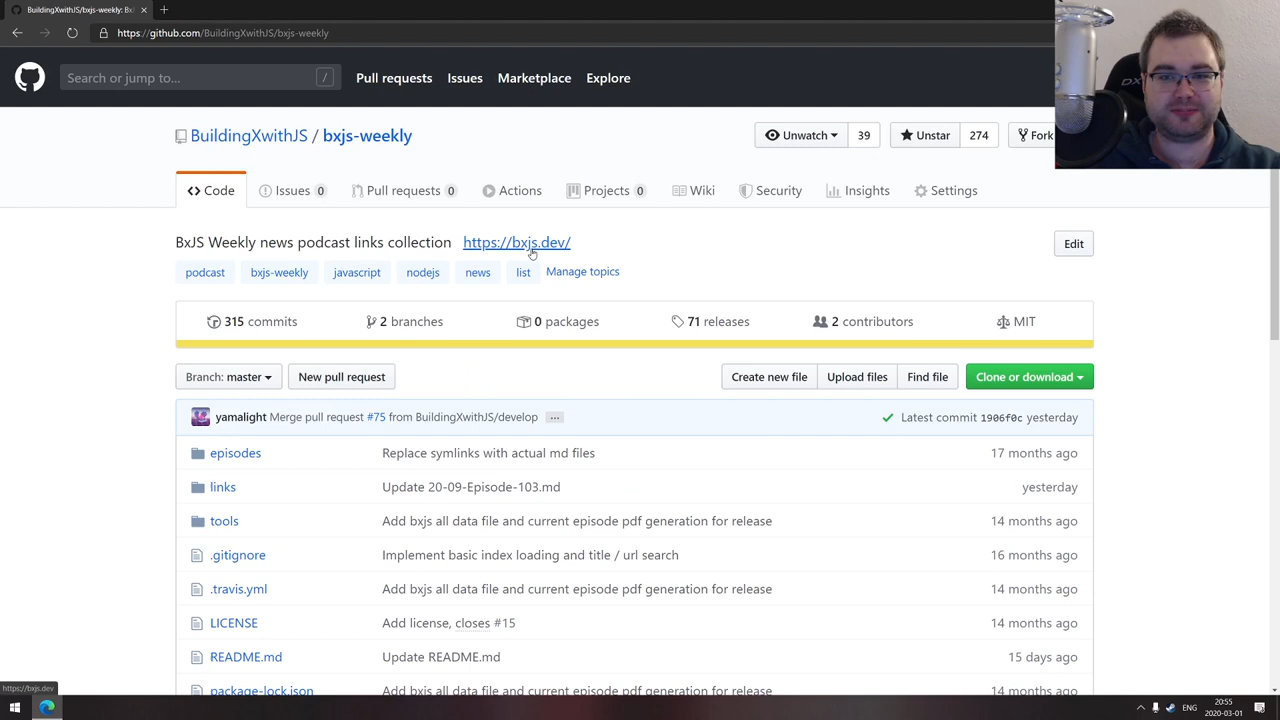 BuildingXwithJS/bxjs-weekly: BxJ
https://github.com/BuildingXwithJS/bxjs-weekly
Search or jump to... /
Pull requests Issues Marketplace Explore
DX
BuildingXwithJS / bxjs-weekly
Unwatch 39 Unstar 274 Fork
Code Issues 0 Pull requests 0 Actions Projects 0 Wiki Security Insights Settings
BxJS Weekly news podcast links collection https://bxjs.dev/
Edit
podcast bxjs-weekly javascript nodejs news list Manage topics
315 commits 2 branches 0 packages 71 releases 2 contributors MIT
Branch: master New pull request Create new file Upload files Find file Clone or download
yamalight Merge pull request #75 from BuildingXwithJS/develop ... Latest commit 1906f0c yesterday
episodes Replace symlinks with actual md files 17 months ago
links Update 20-09-Episode-103.md yesterday
tools Add bxjs all data file and current episode pdf generation for release 14 months ago
.gitignore Implement basic index loading and title / url search 16 months ago
.travis.yml Add bxjs all data file and current episode pdf generation for release 14 months ago
LICENSE Add license, closes #15 14 months ago
README.md Update README.md 15 days ago
package-lock.json Add bxjs all data file and current episode pdf generation for release 14 months ago
https://bxjs.dev
ENG
20:55
2020-03-01